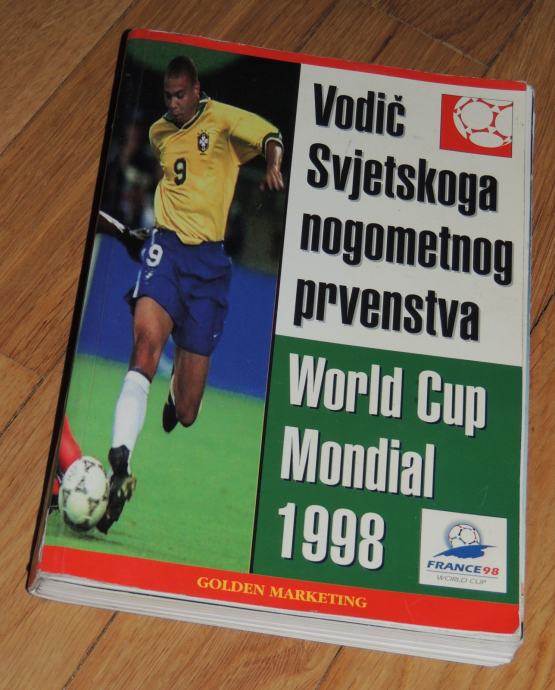 Vodič
Svjetskoga
nogometnog
prvenstva
World Cup
Mondial
1998
FRANCE 98
WORLD CUP
GOLDEN MARKETING
9
9